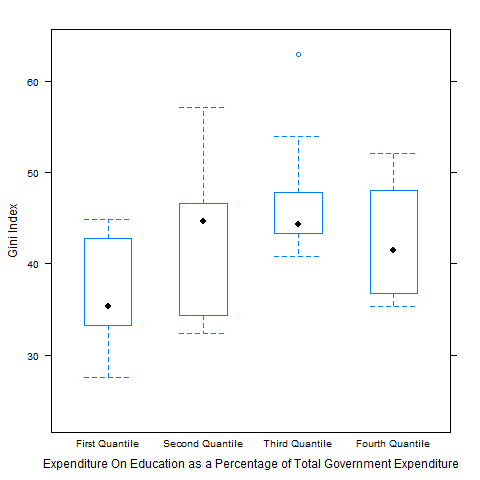 Gini Index
60
50
40
30
First Quantile
Second Quantile
Third Quantile
Fourth Quantile
Expenditure On Education as a Percentage of Total Government Expenditure